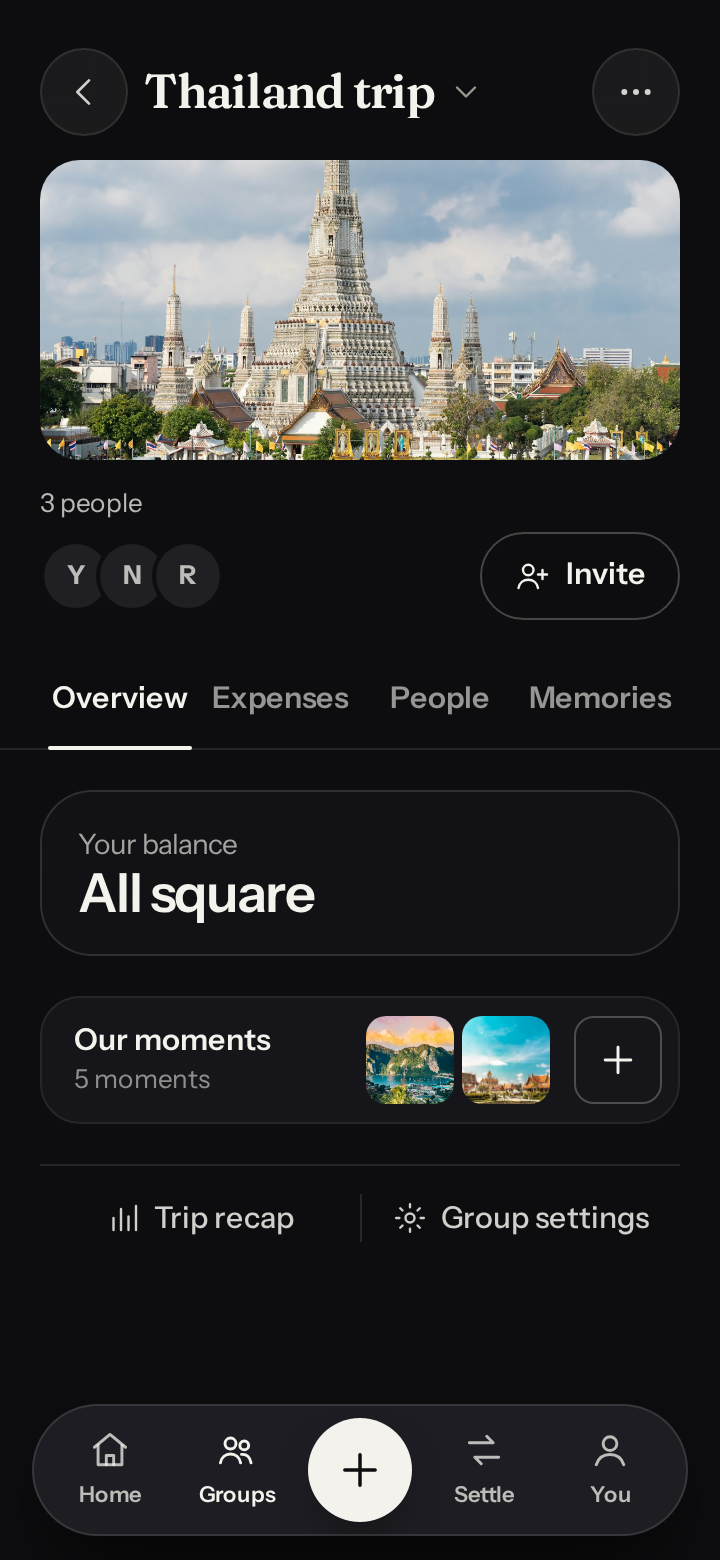 Thailand trip
3 people
Y N R
Invite
Overview Expenses People Memories
Your balance
All square
Our moments
5 moments
Trip recap
Group settings
Home Groups Settle You